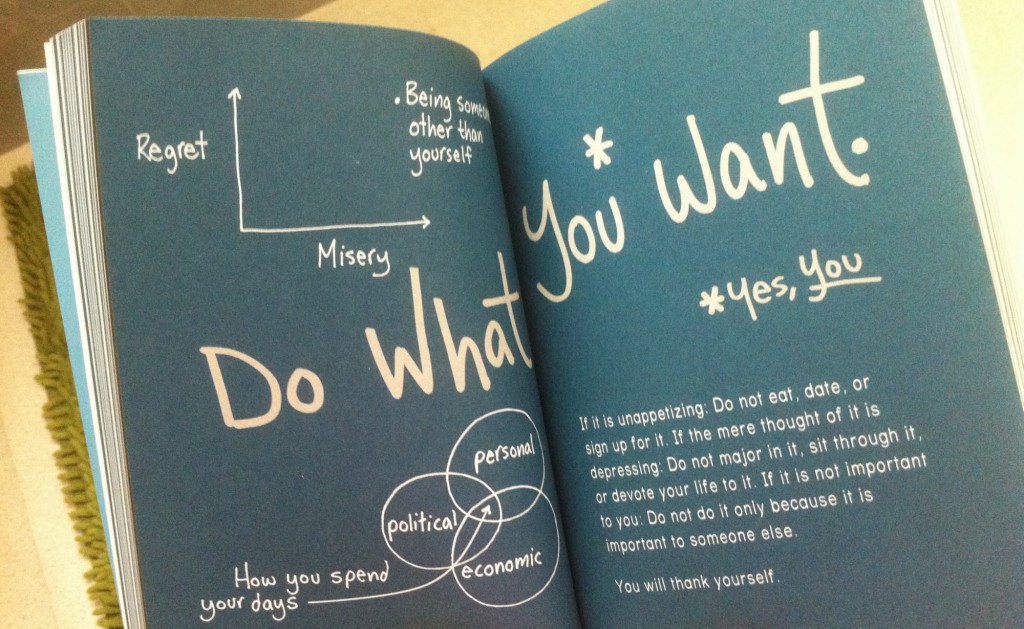 Regret
• Being
other than
yourself
Misery
Do What You* Want.
*yes, you
personal
political
economic
How you spend
your days
If it is unappetizing: Do not eat, date, or
sign up for it. If the mere thought of it is
depressing: Do not major in it, sit through it,
or devote your life to it. If it is not important
to you: Do not do it only because it is
important to someone else.
You will thank yourself.